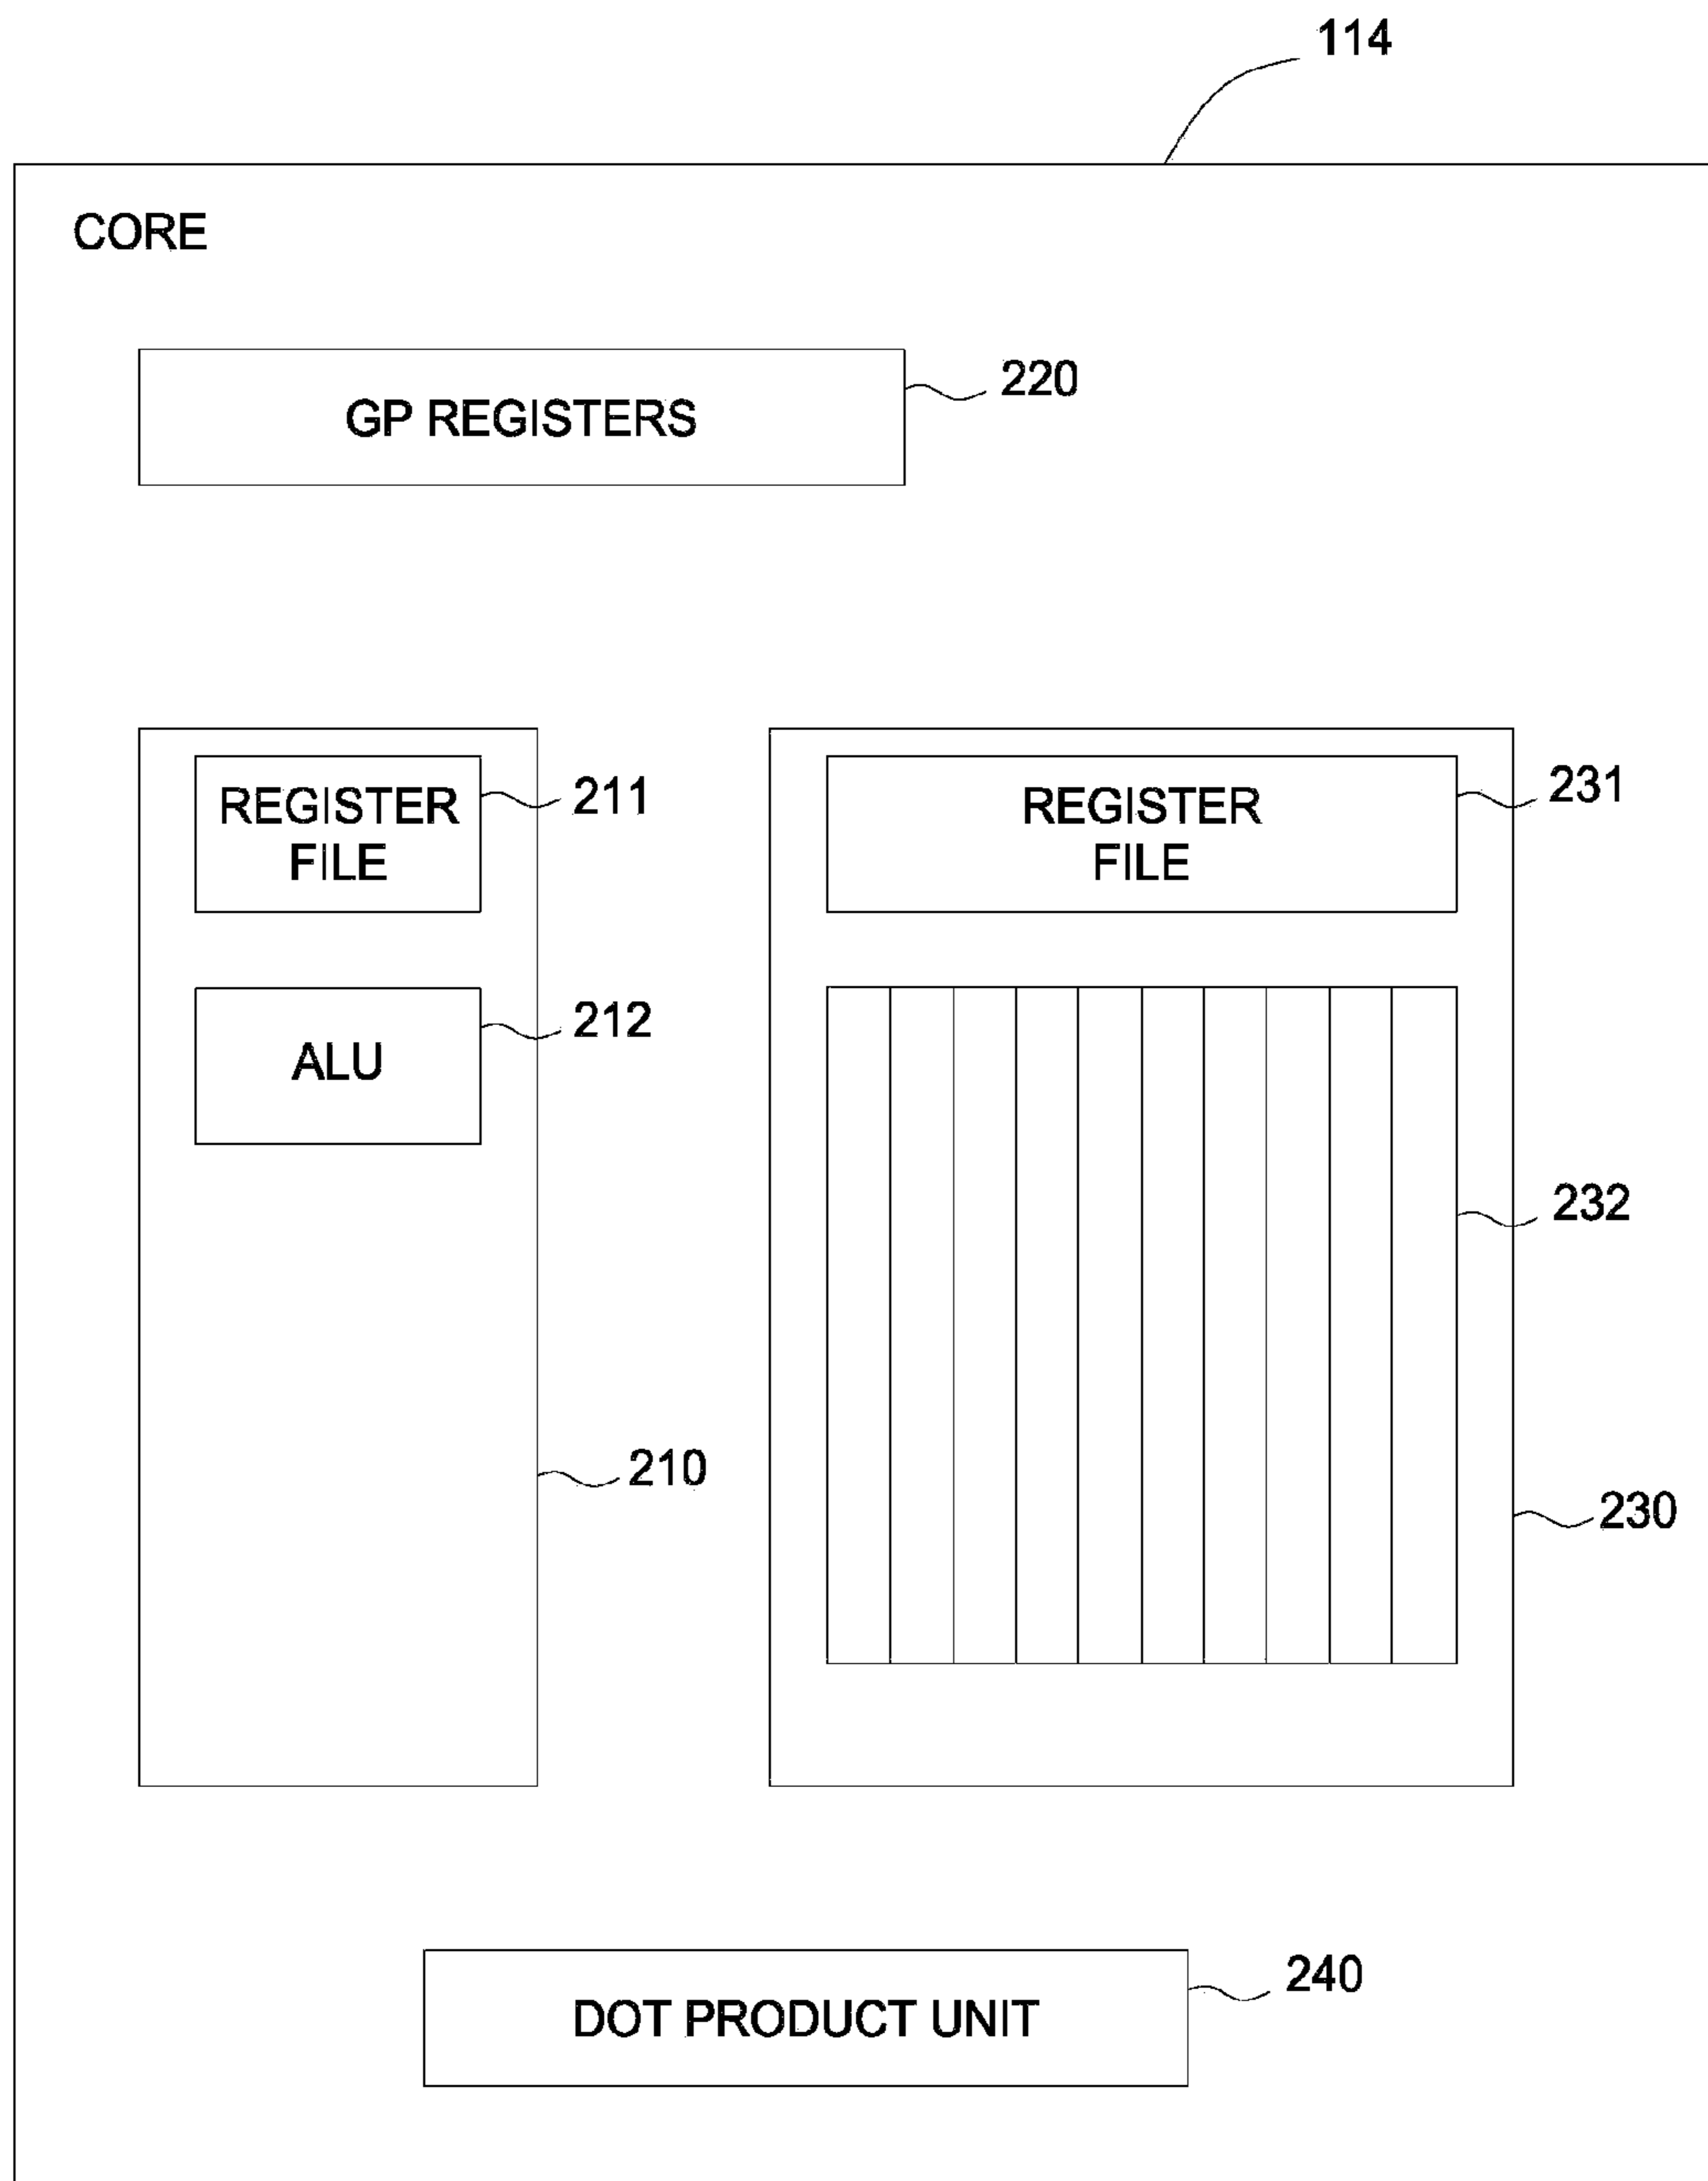 114
CORE
GP REGISTERS
220
REGISTER
FILE
211
REGISTER
FILE
231
ALU
212
232
210
230
DOT PRODUCT UNIT
240